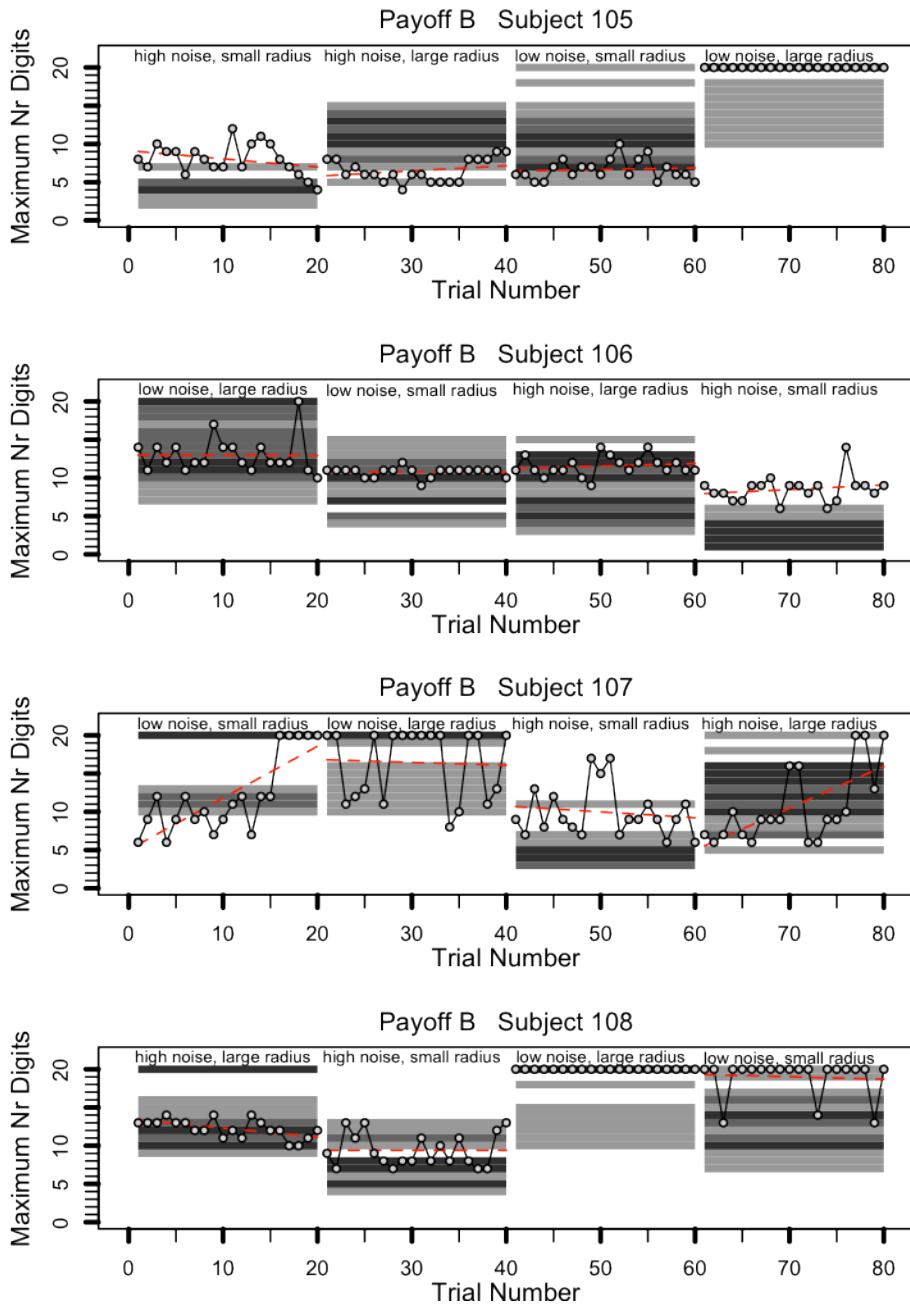 Payoff B Subject 105
high noise, small radius high noise, large radius low noise, small radius low noise, large radius
Maximum Nr Digits
0 5 10 20
0 10 20 30 40 50 60 70 80
Trial Number
Payoff B Subject 106
low noise, large radius low noise, small radius high noise, large radius high noise, small radius
Maximum Nr Digits
0 5 10 20
0 10 20 30 40 50 60 70 80
Trial Number
Payoff B Subject 107
low noise, small radius low noise, large radius high noise, small radius high noise, large radius
Maximum Nr Digits
0 5 10 20
0 10 20 30 40 50 60 70 80
Trial Number
Payoff B Subject 108
high noise, large radius high noise, small radius low noise, large radius low noise, small radius
Maximum Nr Digits
0 5 10 20
0 10 20 30 40 50 60 70 80
Trial Number